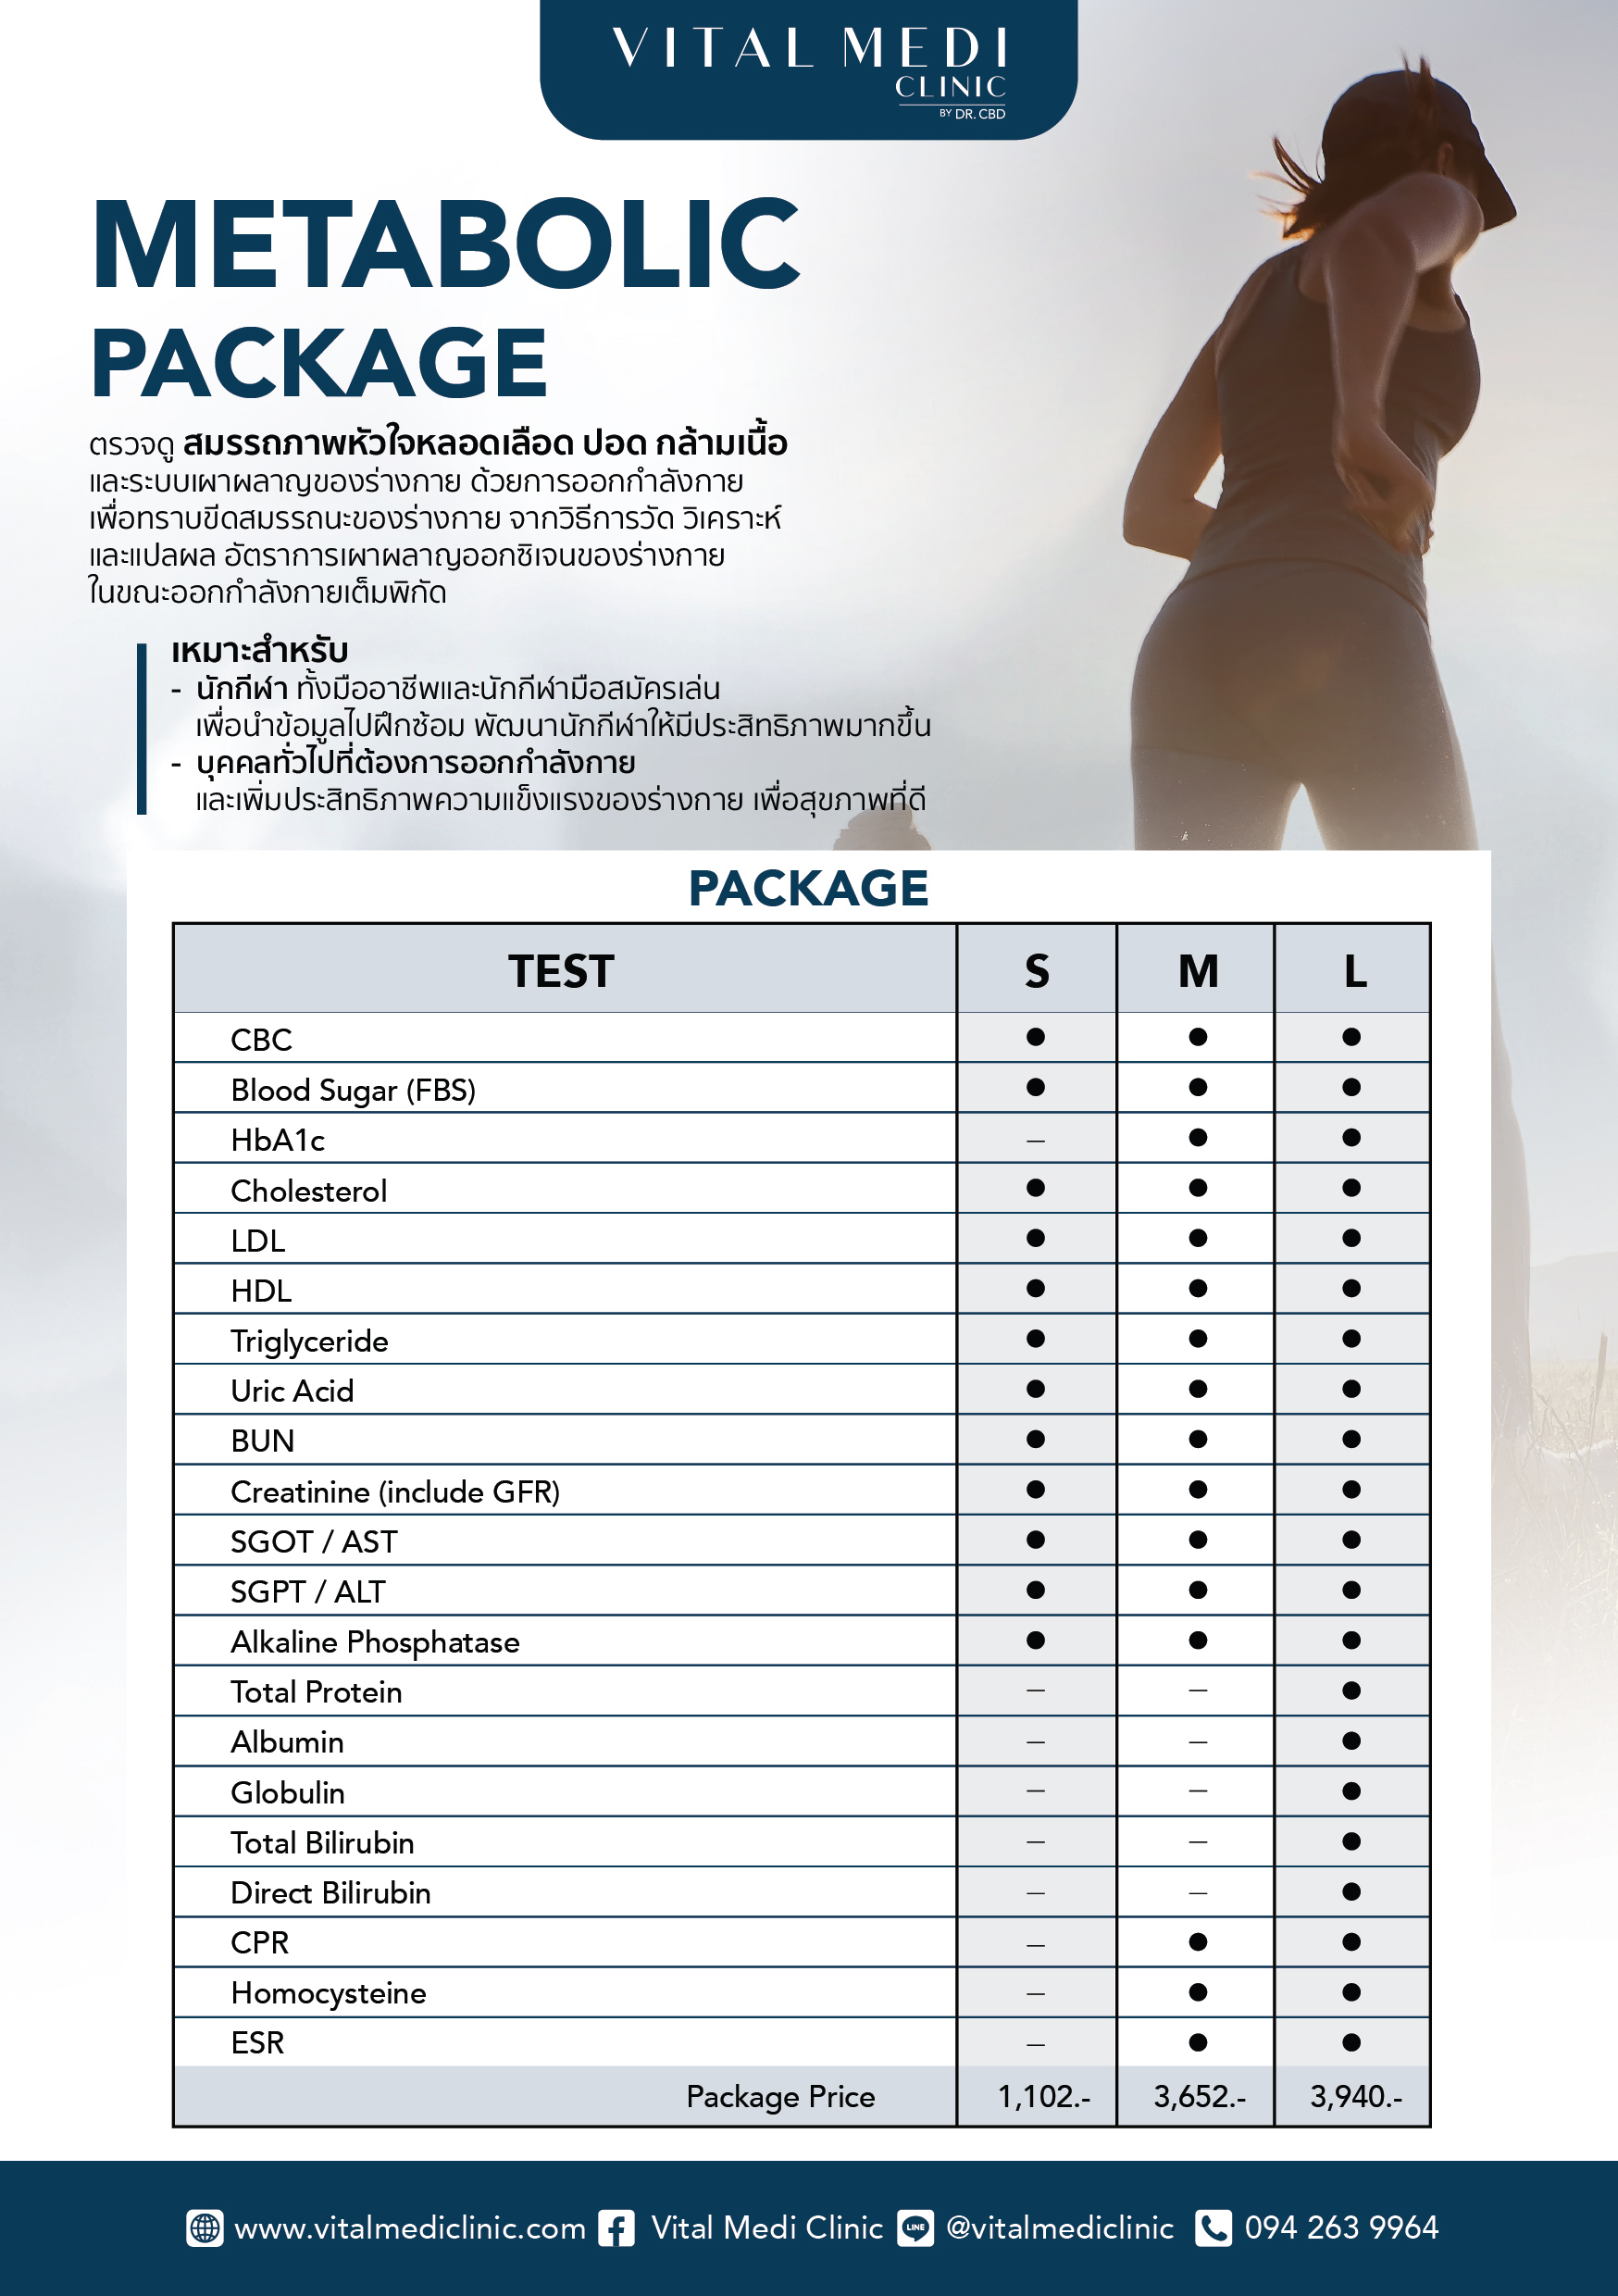 VITAL MEDI
CLINIC
BY DR. CBD
METABOLIC
PACKAGE
ตรวจดู สมรรถภาพหัวใจหลอดเลือด ปอด กล้ามเนื้อ
และระบบเผาผลาญของร่างกาย ด้วยการออกกำลังกาย
เพื่อทราบขีดสมรรถนะของร่างกาย จากวิธีการวัด วิเคราะห์
และแปลผล อัตราการเผาผลาญออกซิเจนของร่างกาย
ในขณะออกกำลังกายเต็มพิกัด
เหมาะสำหรับ
- นักกีฬา ทั้งมืออาชีพและนักกีฬามือสมัครเล่น
เพื่อนำข้อมูลไปฝึกซ้อม พัฒนานักกีฬาให้มีประสิทธิภาพมากขึ้น
- บุคคลทั่วไปที่ต้องการออกกำลังกาย
และเพิ่มประสิทธิภาพความแข็งแรงของร่างกาย เพื่อสุขภาพที่ดี
PACKAGE
TEST S M L
CBC ● ● ●
Blood Sugar (FBS) ● ● ●
HbA1c – ● ●
Cholesterol ● ● ●
LDL ● ● ●
HDL ● ● ●
Triglyceride ● ● ●
Uric Acid ● ● ●
BUN ● ● ●
Creatinine (include GFR) ● ● ●
SGOT / AST ● ● ●
SGPT / ALT ● ● ●
Alkaline Phosphatase ● ● ●
Total Protein – – ●
Albumin – – ●
Globulin – – ●
Total Bilirubin – – ●
Direct Bilirubin – – ●
CPR – ● ●
Homocysteine – ● ●
ESR – ● ●
Package Price 1,102.- 3,652.- 3,940.-
www.vitalmediclinic.com Vital Medi Clinic LINE @vitalmediclinic 094 263 9964